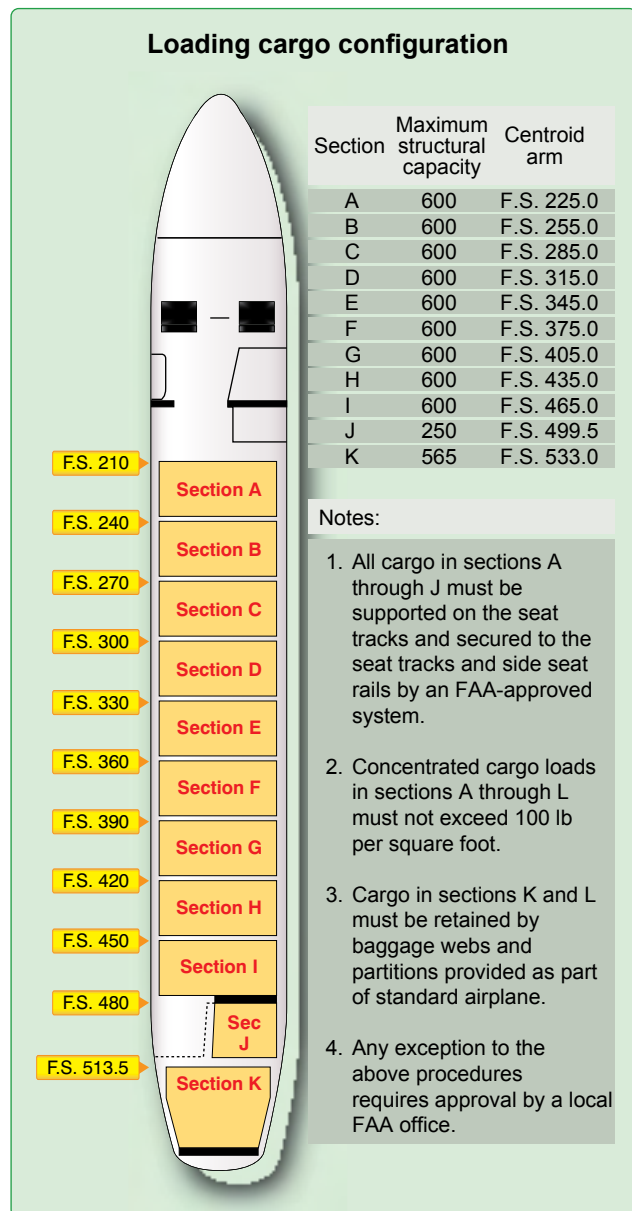 Loading cargo configuration
Section Maximum structural capacity Centroid arm
A 600 F.S. 225.0
B 600 F.S. 255.0
C 600 F.S. 285.0
D 600 F.S. 315.0
E 600 F.S. 345.0
F 600 F.S. 375.0
G 600 F.S. 405.0
H 600 F.S. 435.0
I 600 F.S. 465.0
J 250 F.S. 499.5
K 565 F.S. 533.0
F.S. 210
Section A
F.S. 240
Section B
F.S. 270
Section C
F.S. 300
Section D
F.S. 330
Section E
F.S. 360
Section F
F.S. 390
Section G
F.S. 420
Section H
F.S. 450
Section I
F.S. 480
Sec
J
F.S. 513.5
Section K
Notes:
1. All cargo in sections A
through J must be
supported on the seat
tracks and secured to the
seat tracks and side seat
rails by an FAA-approved
system.
2. Concentrated cargo loads
in sections A through L
must not exceed 100 lb
per square foot.
3. Cargo in sections K and L
must be retained by
baggage webs and
partitions provided as part
of standard airplane.
4. Any exception to the
above procedures
requires approval by a local
FAA office.